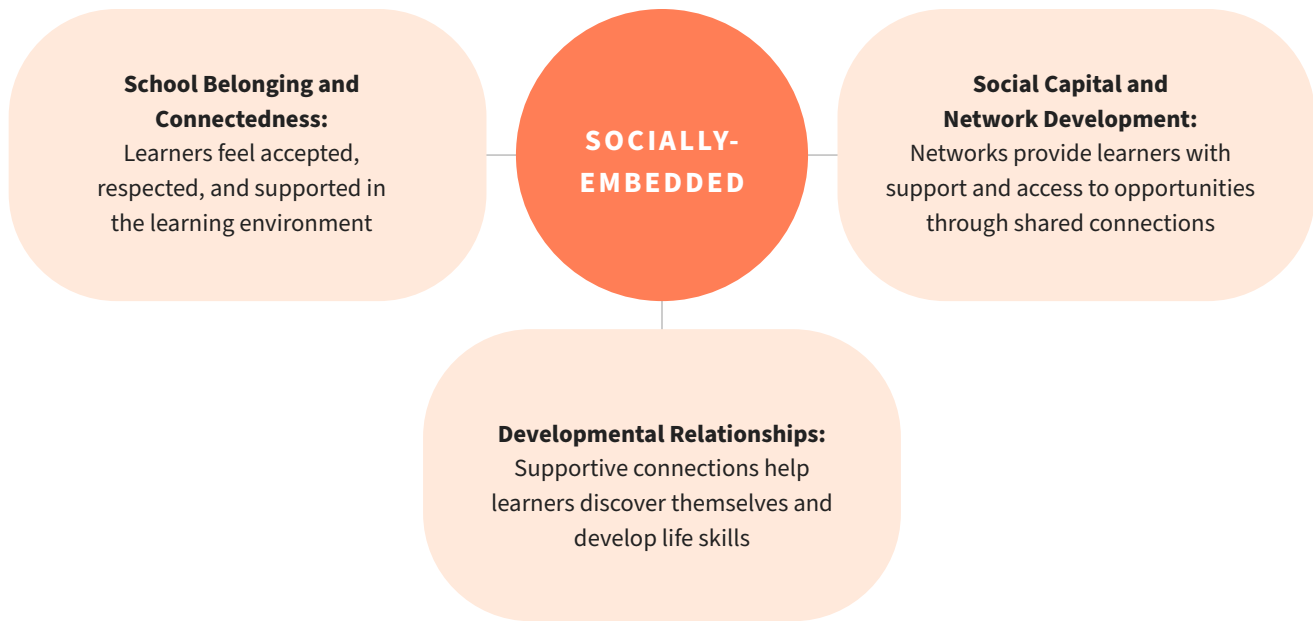 School Belonging and
Connectedness:
Learners feel accepted,
respected, and supported in
the learning environment
SOCIALLY-
EMBEDDED
Social Capital and
Network Development:
Networks provide learners with
support and access to opportunities
through shared connections
Developmental Relationships:
Supportive connections help
learners discover themselves and
develop life skills